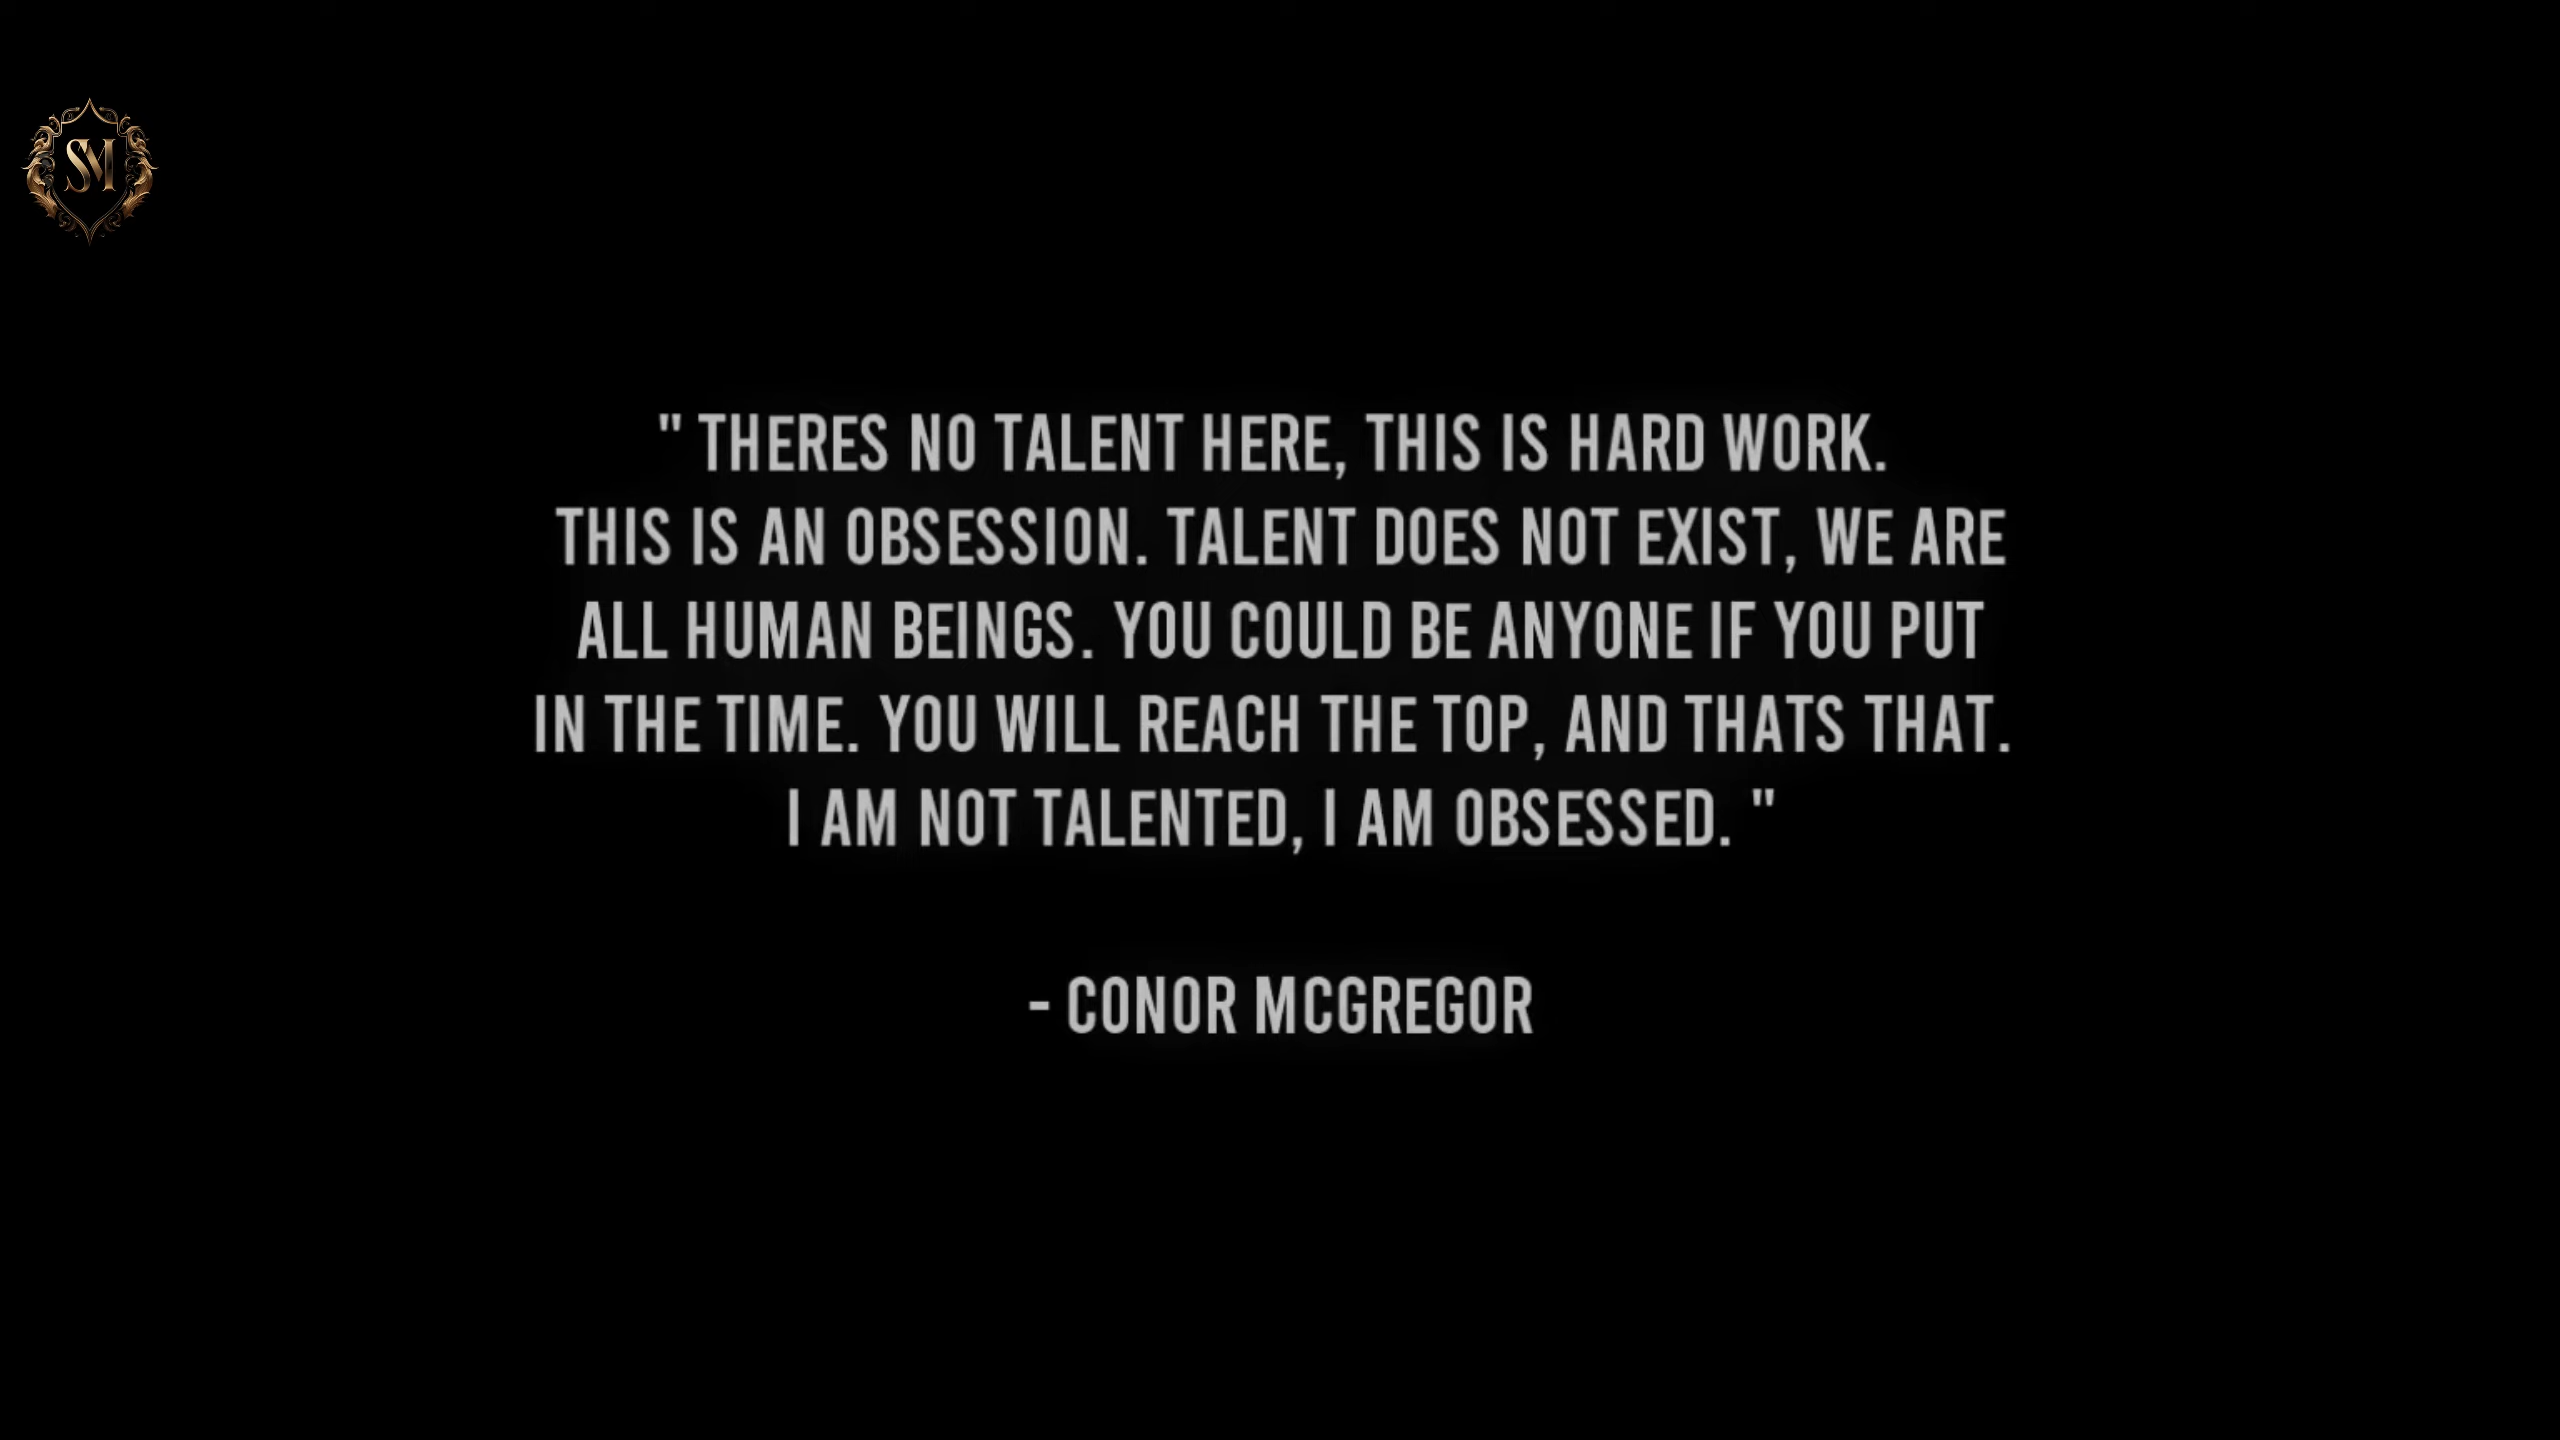 SM
" THERES NO TALENT HERE, THIS IS HARD WORK.
THIS IS AN OBSESSION. TALENT DOES NOT EXIST, WE ARE
ALL HUMAN BEINGS. YOU COULD BE ANYONE IF YOU PUT
IN THE TIME. YOU WILL REACH THE TOP, AND THATS THAT.
I AM NOT TALENTED, I AM OBSESSED. "
- CONOR MCGREGOR